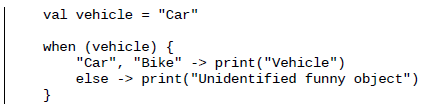 val vehicle = "Car"
when (vehicle) {
"Car", "Bike" -> print("Vehicle")
else -> print("Unidentified funny object")
}